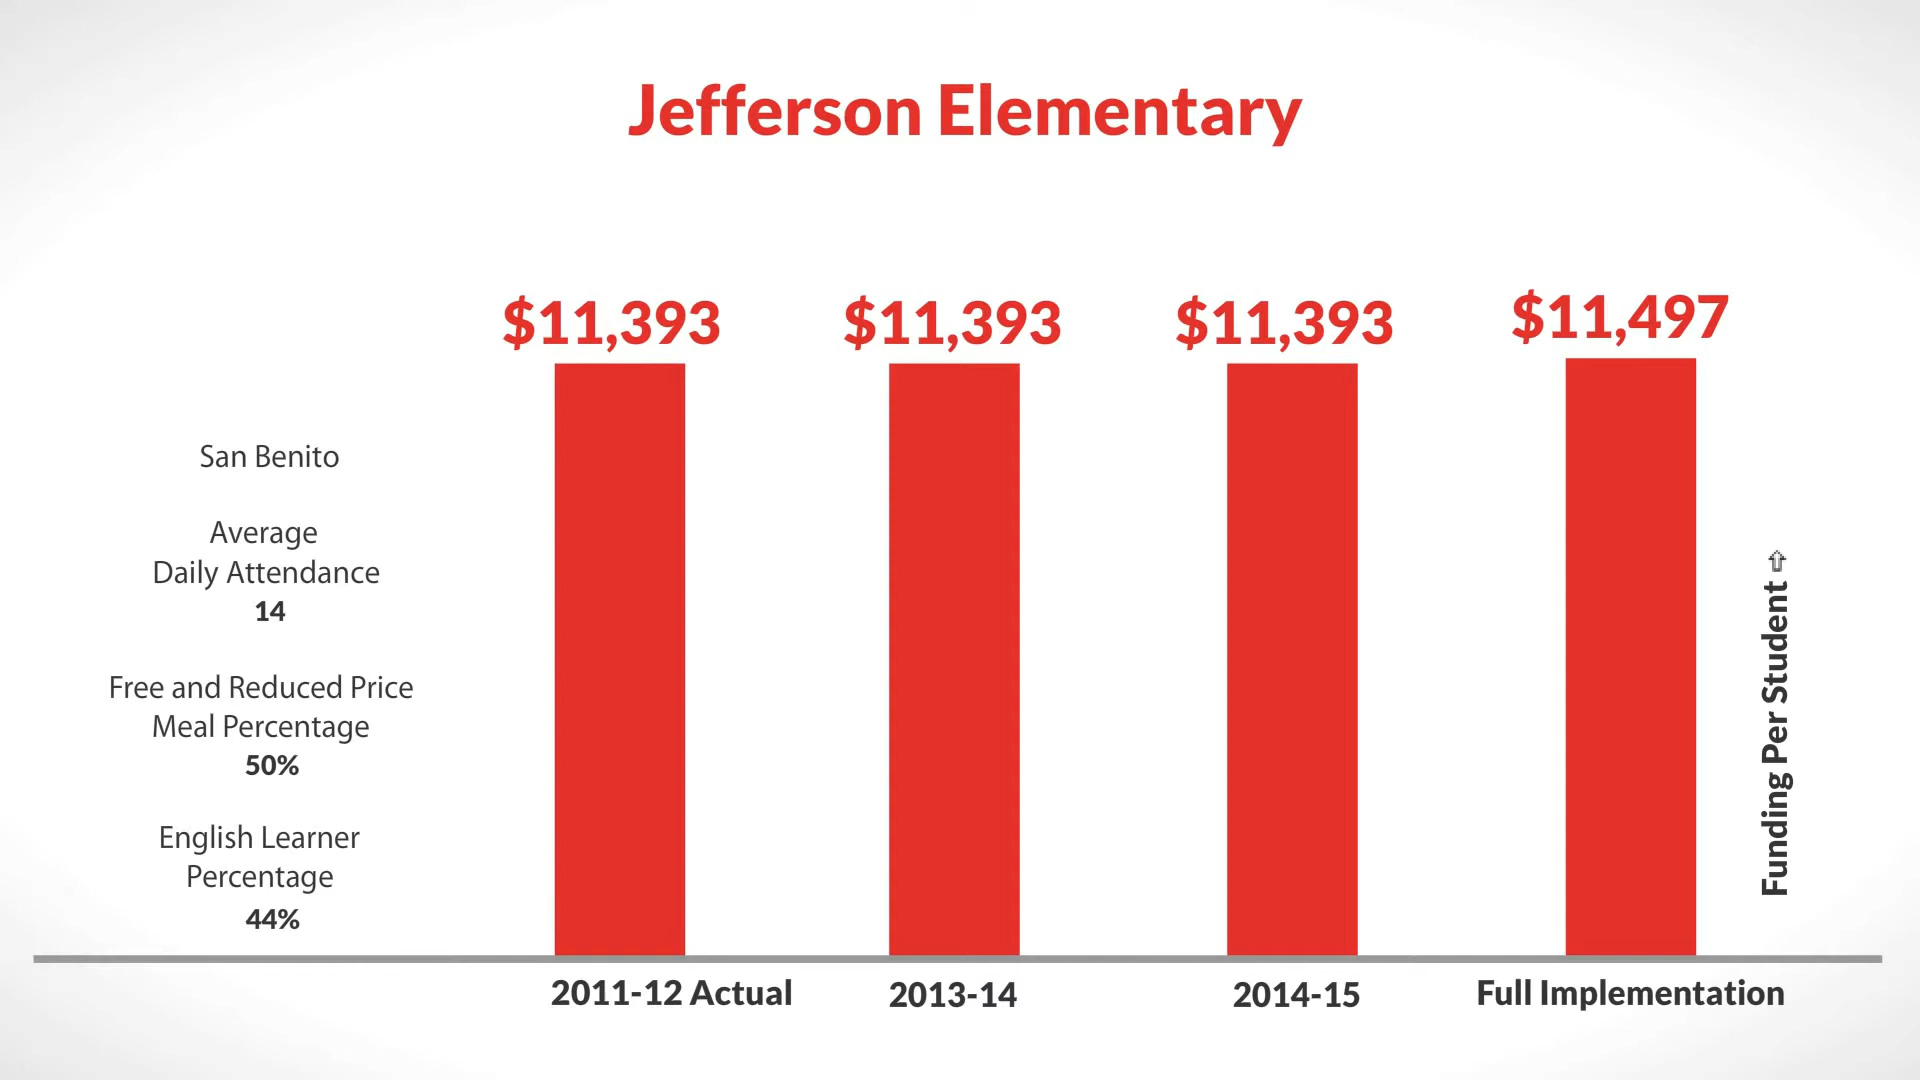 Jefferson Elementary
$11,393
$11,393
$11,393
$11,497
San Benito
Average
Daily Attendance
14
Free and Reduced Price
Meal Percentage
50%
English Learner
Percentage
44%
Funding Per Student ⇧
2011-12 Actual
2013-14
2014-15
Full Implementation